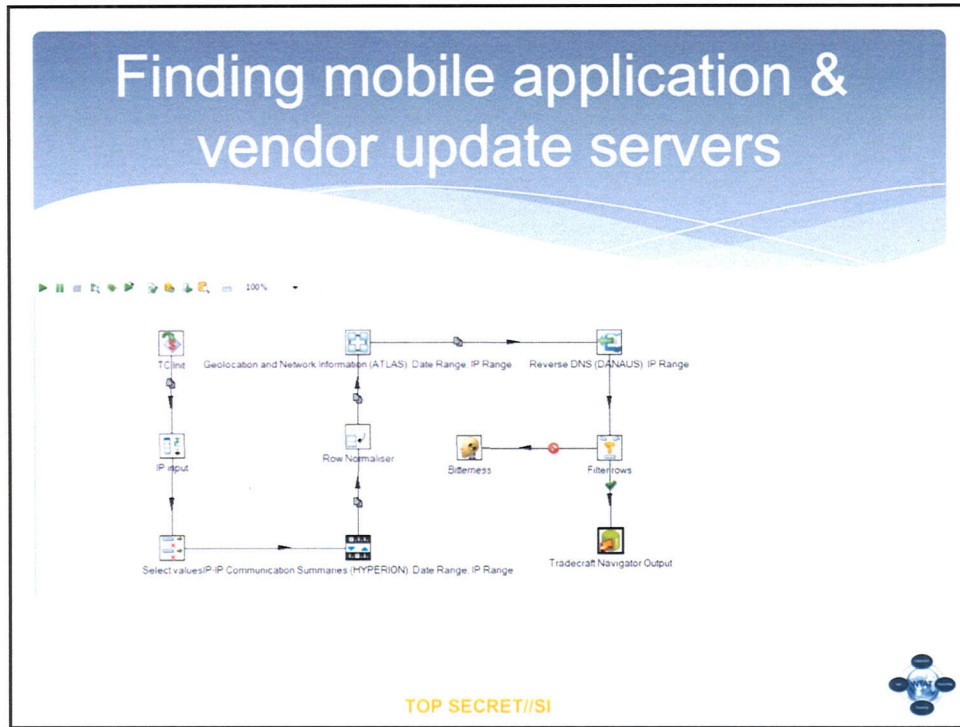 Finding mobile application &
vendor update servers
100%
TC Init
Geolocation and Network Information (ATLAS) Date Range, IP Range
Reverse DNS (DANAUS) IP Range
IP input
Row Normaliser
Bitterness
Filter rows
Select values
IP-IP Communication Summaries (HYPERION) Date Range, IP Range
Tradecraft Navigator Output
TOP SECRET//SI
NTAT